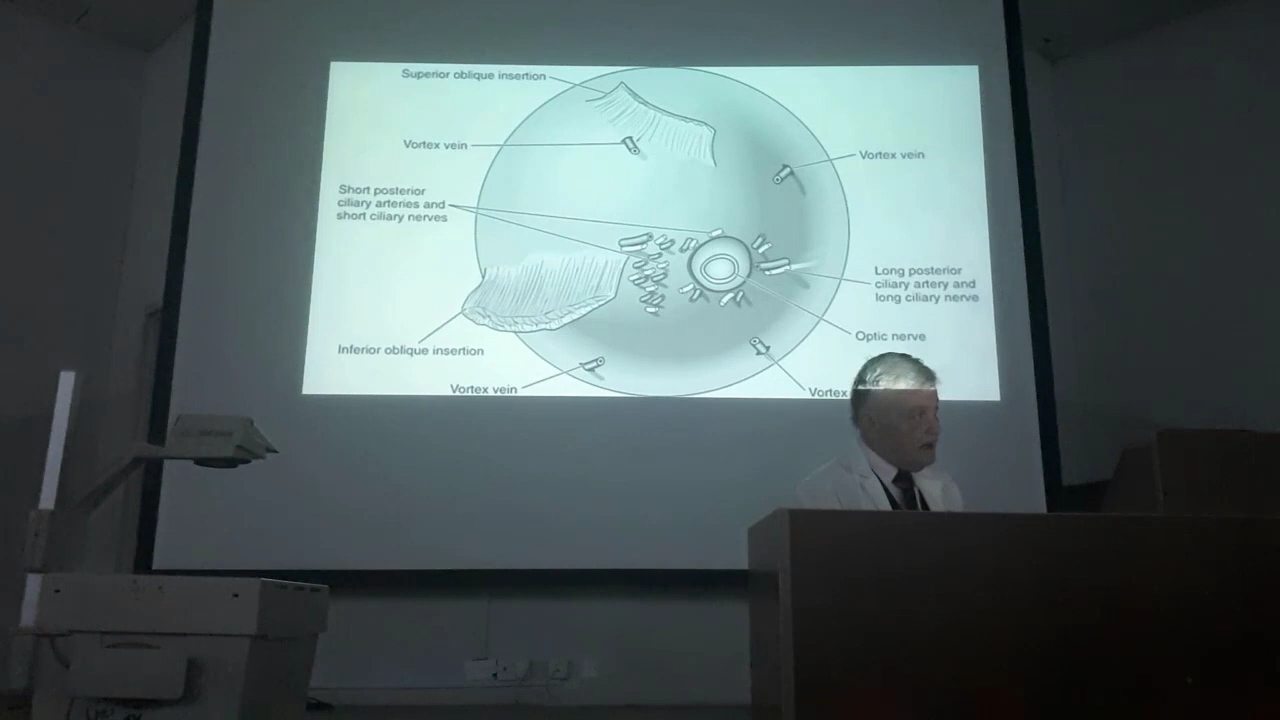 Superior oblique insertion
Vortex vein
Vortex vein
Short posterior
ciliary arteries and
short ciliary nerves
Long posterior
ciliary artery and
long ciliary nerve
Optic nerve
Inferior oblique insertion
Vortex vein
Vortex